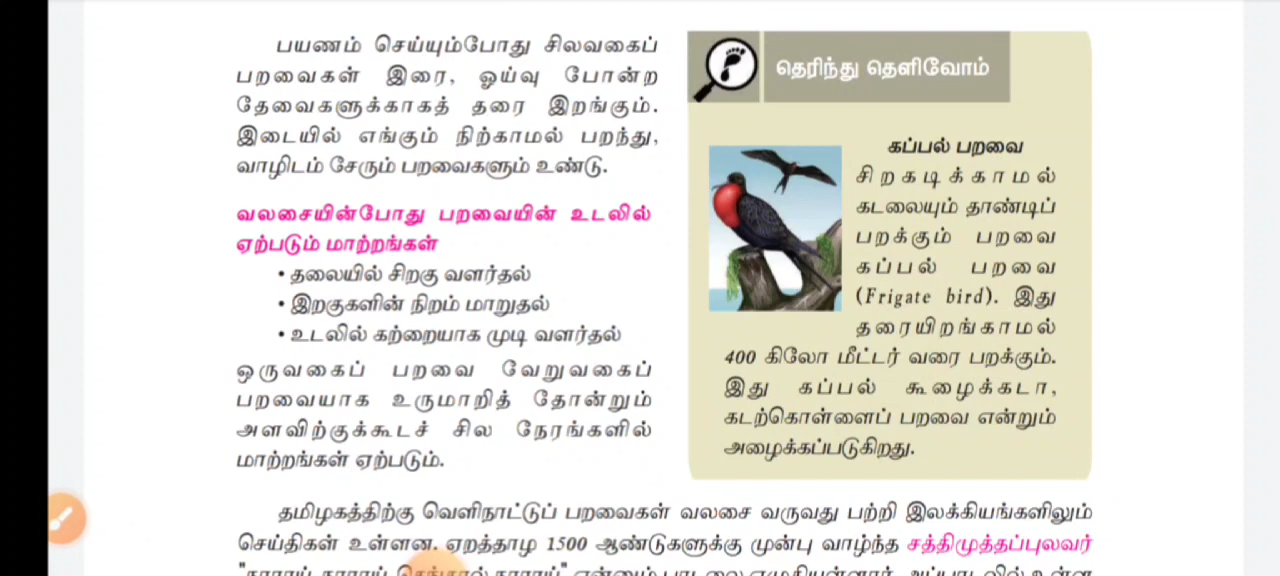 பயணம் செய்யும்போது சிலவகைப்
பறவைகள் இரை, ஓய்வு போன்ற
தேவைகளுக்காகத் தரை இறங்கும்.
இடையில் எங்கும் நிற்காமல் பறந்து,
வாழிடம் சேரும் பறவைகளும் உண்டு.
வலசையின்போது பறவையின் உடலில்
ஏற்படும் மாற்றங்கள்
• தலையில் சிறகு வளர்தல்
• இறகுகளின் நிறம் மாறுதல்
• உடலில் கற்றையாக முடி வளர்தல்
ஒருவகைப் பறவை வேறுவகைப்
பறவையாக உருமாறித் தோன்றும்
அளவிற்குக்கூடச் சில நேரங்களில்
மாற்றங்கள் ஏற்படும்.
தெரிந்து தெளிவோம்
கப்பல் பறவை
சிறகடிக்காமல்
கடலையும் தாண்டிப்
பறக்கும் பறவை
கப்பல் பறவை
(Frigate bird). இது
தரையிறங்காமல்
400 கிலோ மீட்டர் வரை பறக்கும்.
இது கப்பல் கூழைக்கடா,
கடற்கொள்ளைப் பறவை என்றும்
அழைக்கப்படுகிறது.
தமிழகத்திற்கு வெளிநாட்டுப் பறவைகள் வலசை வருவது பற்றி இலக்கியங்களிலும்
செய்திகள் உள்ளன. ஏறத்தாழ 1500 ஆண்டுகளுக்கு முன்பு வாழ்ந்த சத்திமுத்தப்புலவர்